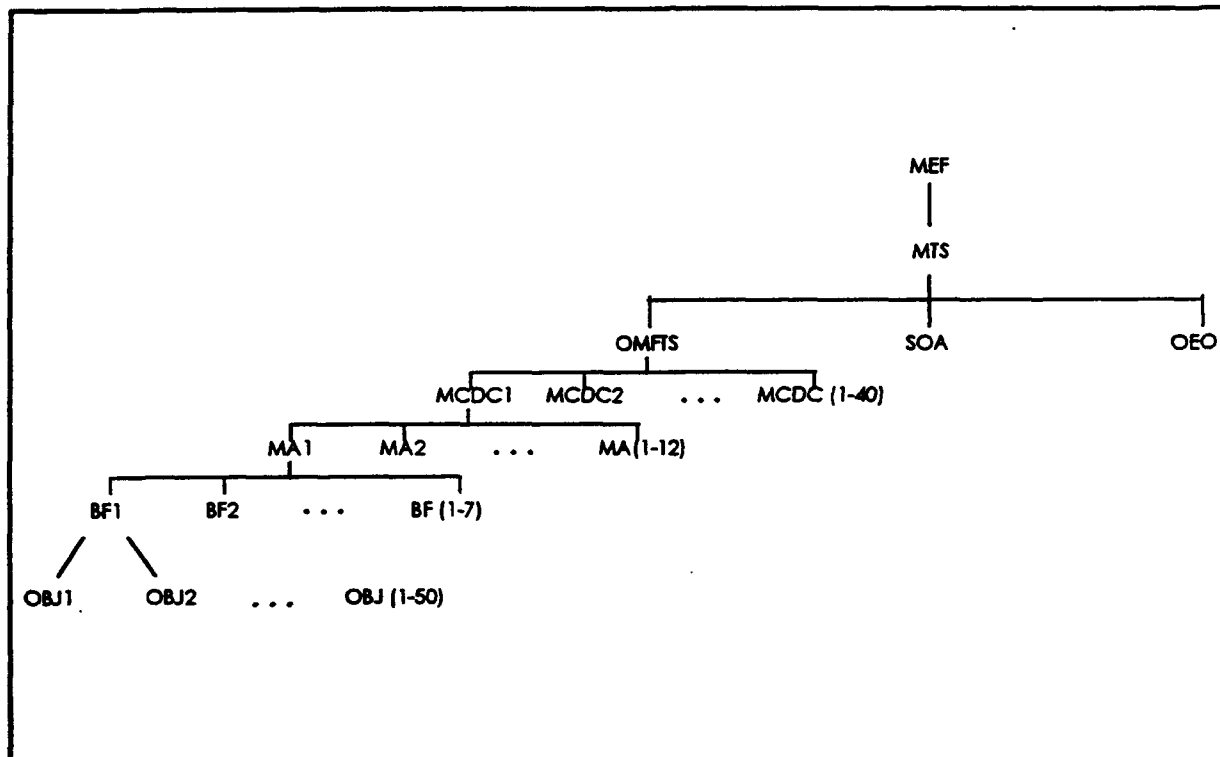 MEF
MTS
OMFTS SOA OEO
MCDC1 MCDC2 . . . MCDC (1-40)
MA1 MA2 . . . MA (1-12)
BF1 BF2 . . . BF (1-7)
OBJ1 OBJ2 . . . OBJ (1-50)